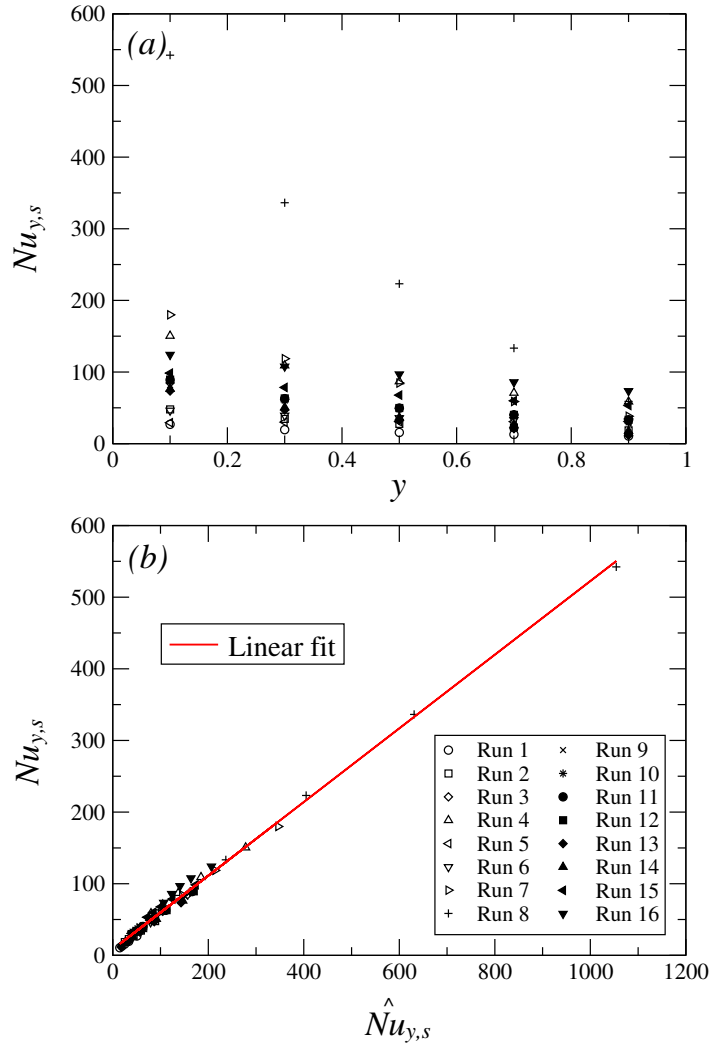 600
(a)
500
400
Nu_{y,s}
300
200
100
0
0 0.2 0.4 0.6 0.8 1
y
600
(b)
500
Linear fit
400
Nu_{y,s}
300
Run 1 Run 9
Run 2 Run 10
Run 3 Run 11
200
Run 4 Run 12
Run 5 Run 13
Run 6 Run 14
100
Run 7 Run 15
Run 8 Run 16
0
0 200 400 600 800 1000 1200
N̂u_{y,s}